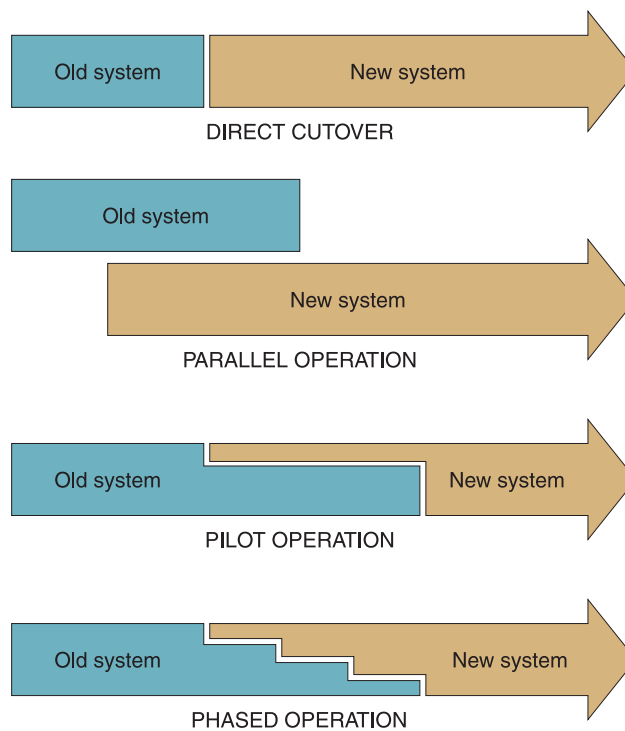 Old system
New system
DIRECT CUTOVER
Old system
New system
PARALLEL OPERATION
Old system
New system
PILOT OPERATION
Old system
New system
PHASED OPERATION